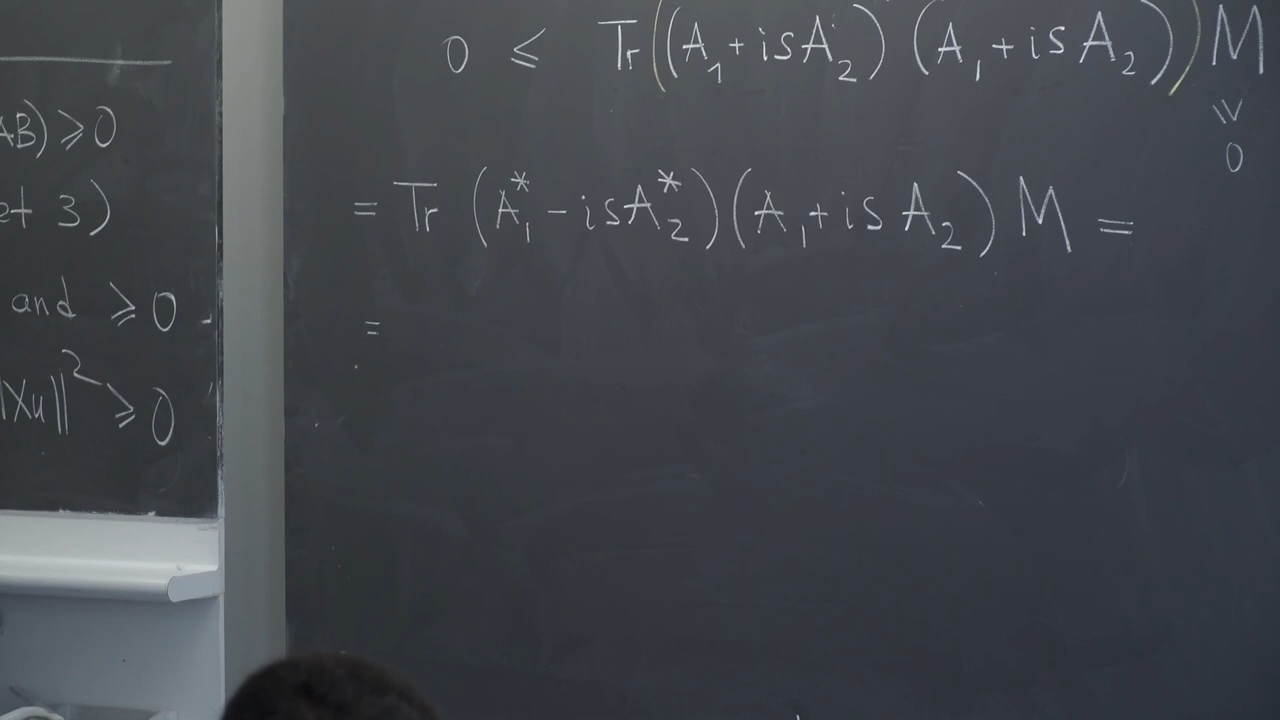 AB) ⩾ 0
et 3)
and ⩾ 0
||Xu||² ⩾ 0
0 ≤ Tr((A₁ + isA₂)(A₁ + isA₂))M
⩾
0
= Tr (A₁* − isA₂*)(A₁ + isA₂)M =
=